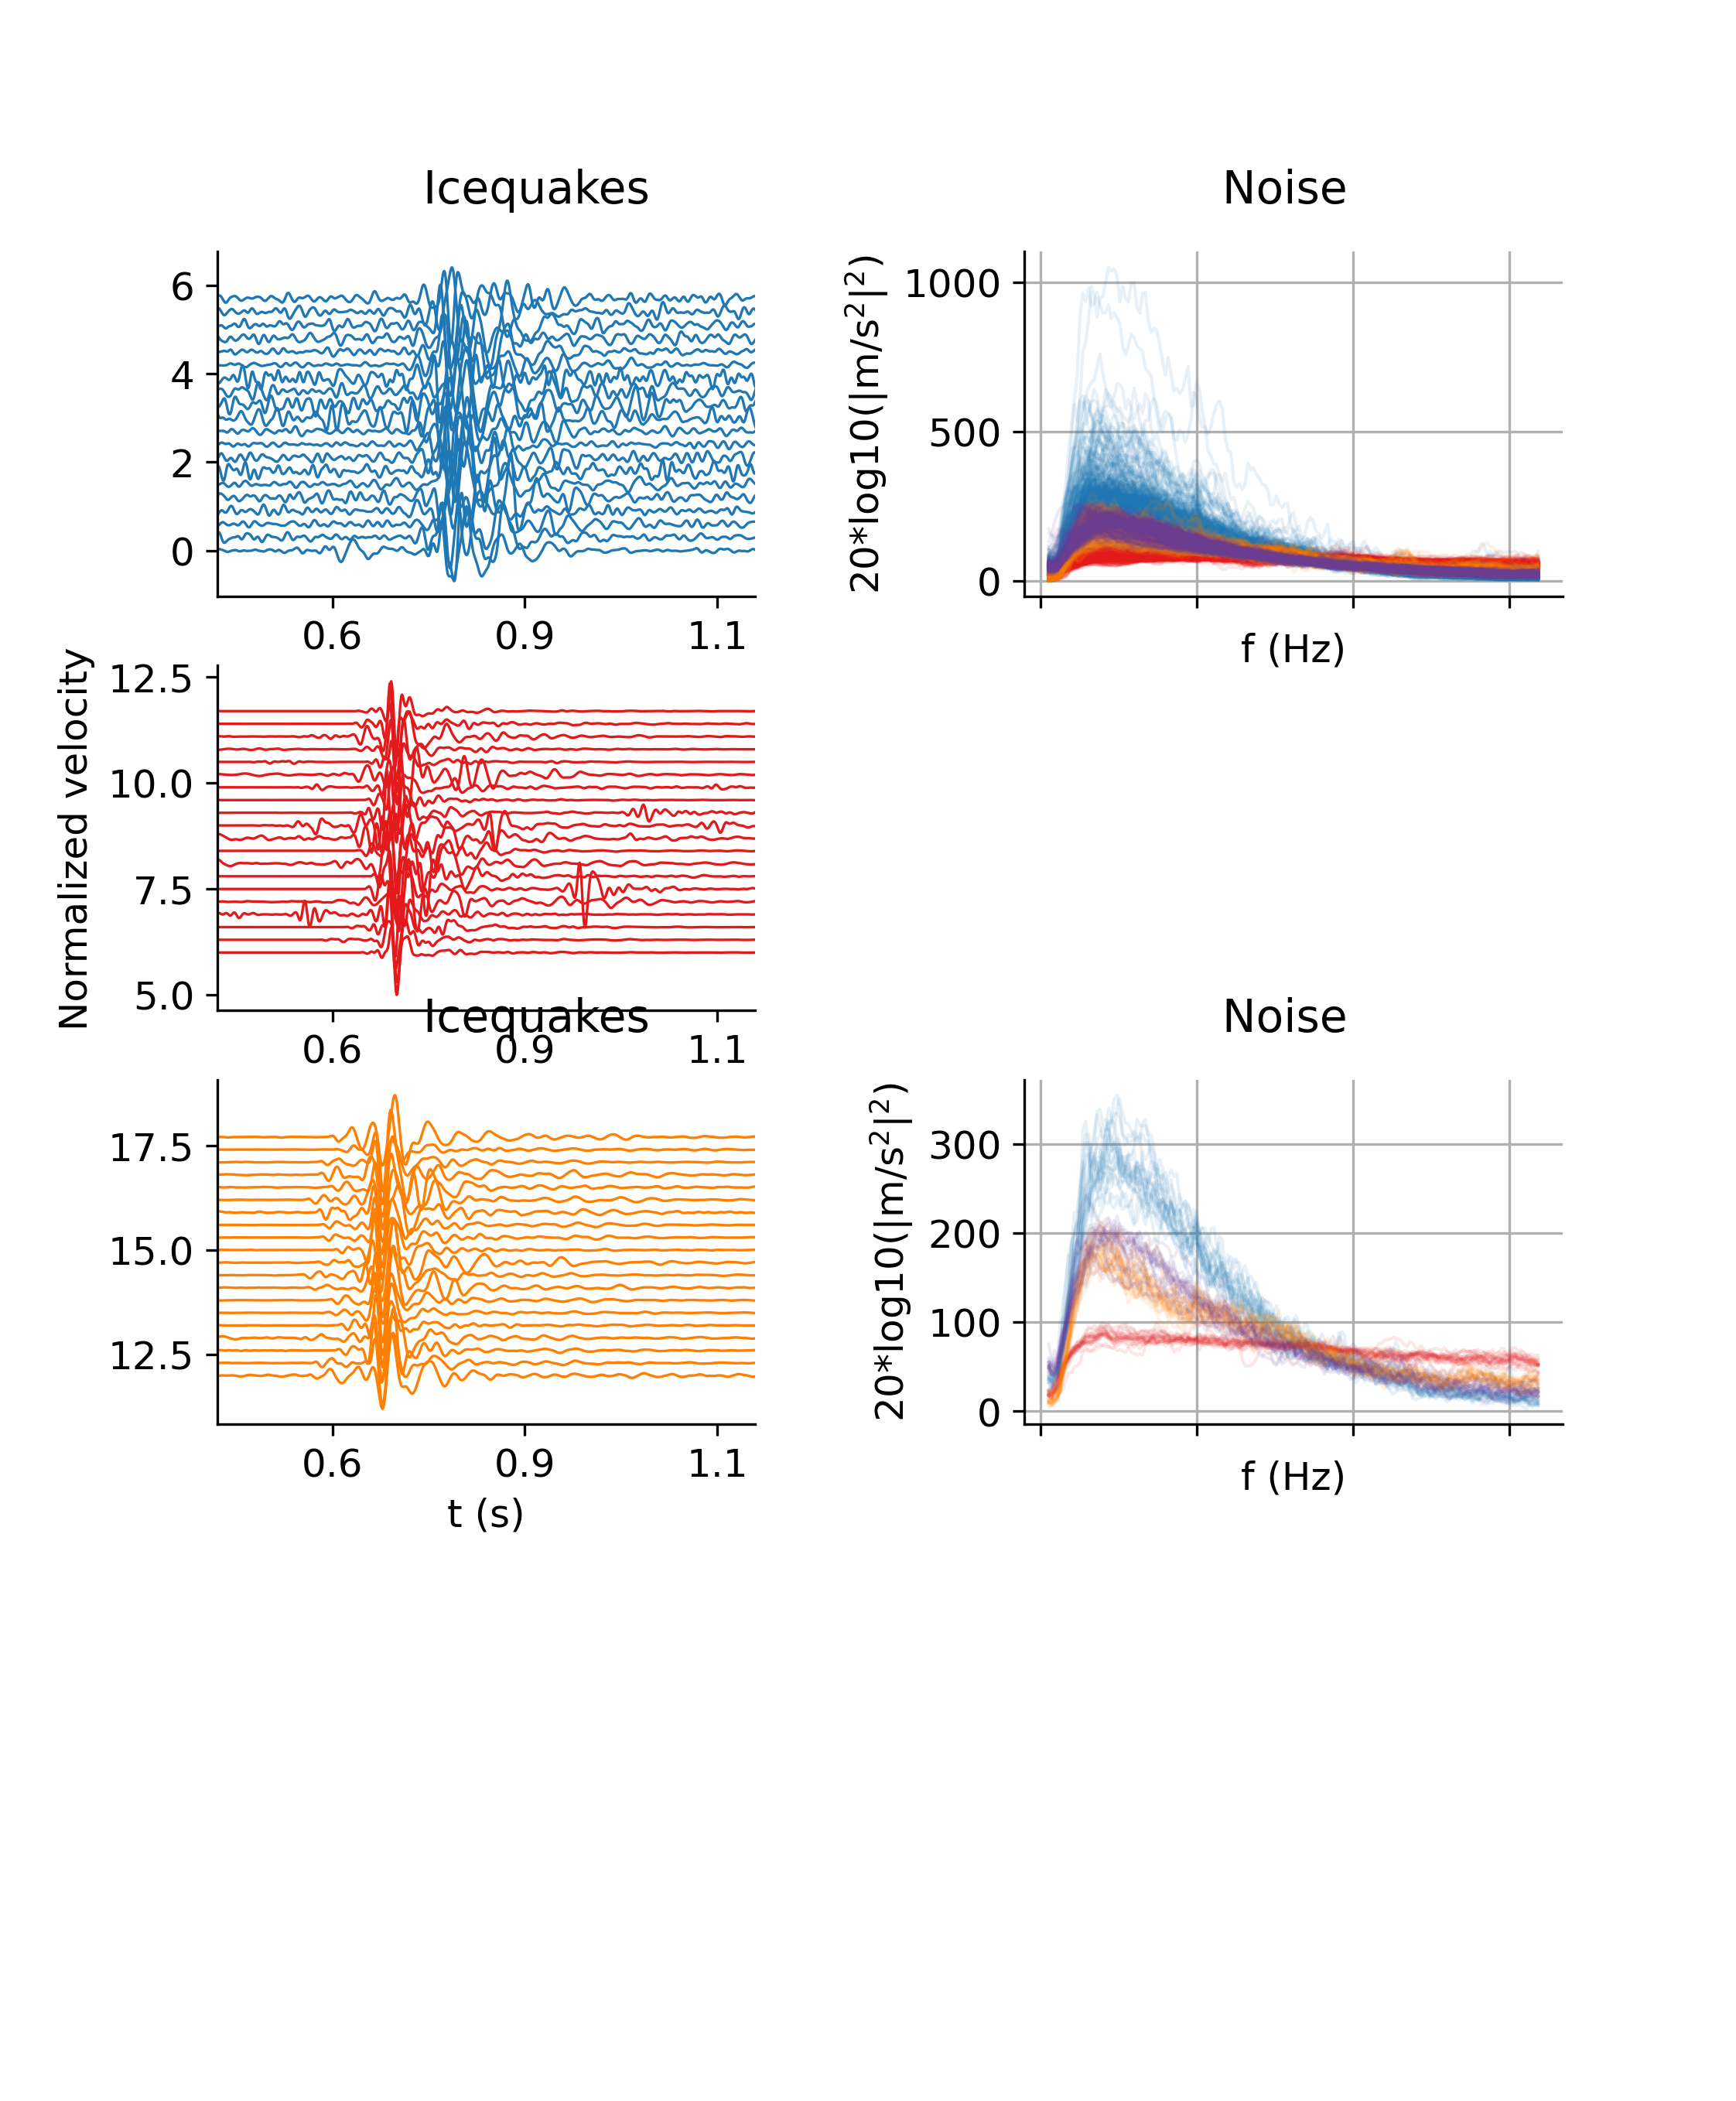 Icequakes
6
4
2
0
0.6 0.9 1.1
Noise
20*log10(|m/s²|²)
1000
500
0
f (Hz)
Normalized velocity
12.5
10.0
7.5
5.0
0.6 0.9 1.1
Icequakes
17.5
15.0
12.5
0.6 0.9 1.1
t (s)
Noise
20*log10(|m/s²|²)
300
200
100
0
f (Hz)